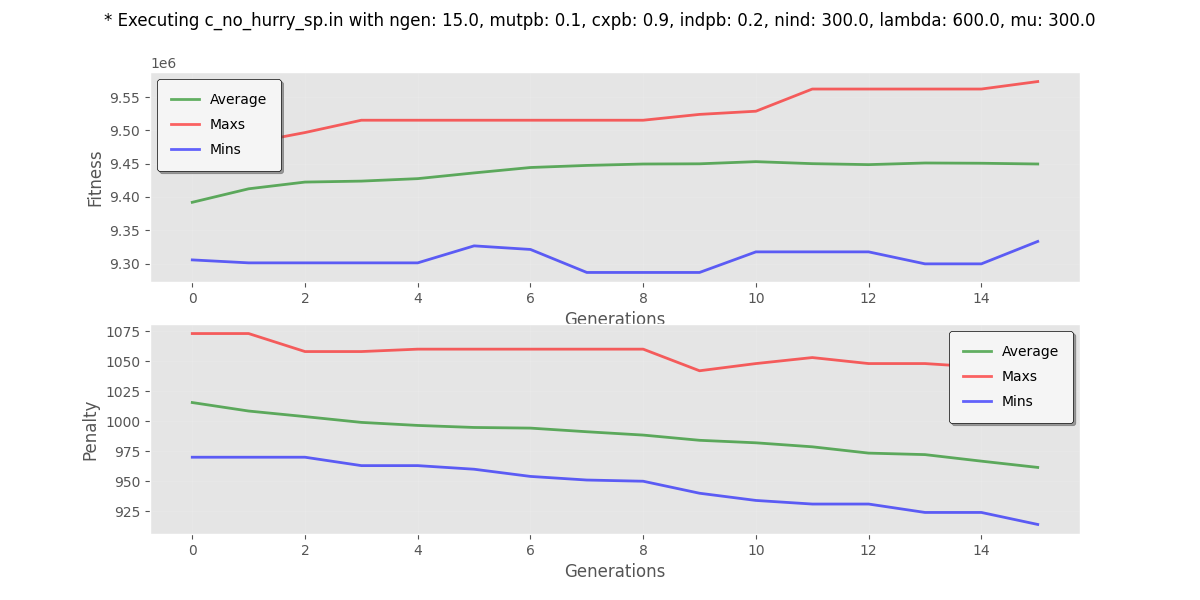 * Executing c_no_hurry_sp.in with ngen: 15.0, mutpb: 0.1, cxpb: 0.9, indpb: 0.2, nind: 300.0, lambda: 600.0, mu: 300.0
1e6
9.55
9.50
9.45
9.40
9.35
9.30
Fitness
Average
Maxs
Mins
0 2 4 6 8 10 12 14
Generations
1075
1050
1025
1000
975
950
925
Penalty
Average
Maxs
Mins
0 2 4 6 8 10 12 14
Generations